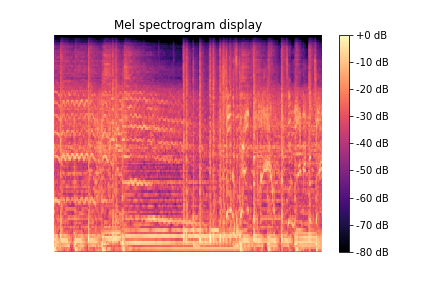 Mel spectrogram display
+0 dB
-10 dB
-20 dB
-30 dB
-40 dB
-50 dB
-60 dB
-70 dB
-80 dB